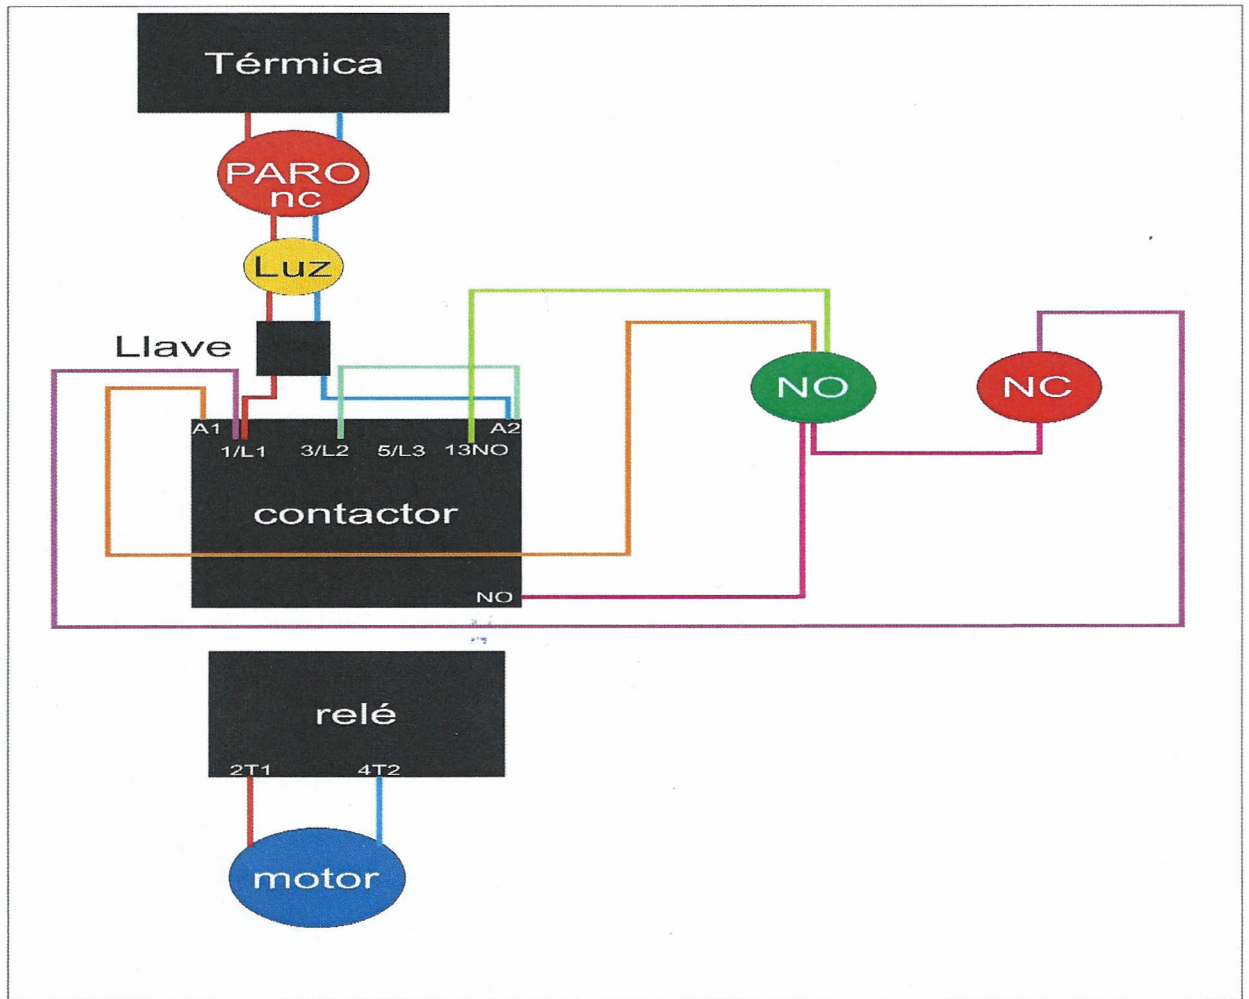 Térmica
PARO
nc
Luz
Llave
A1
A2
1/L1
3/L2
5/L3
13NO
contactor
NO
NO
NC
relé
2T1
4T2
motor